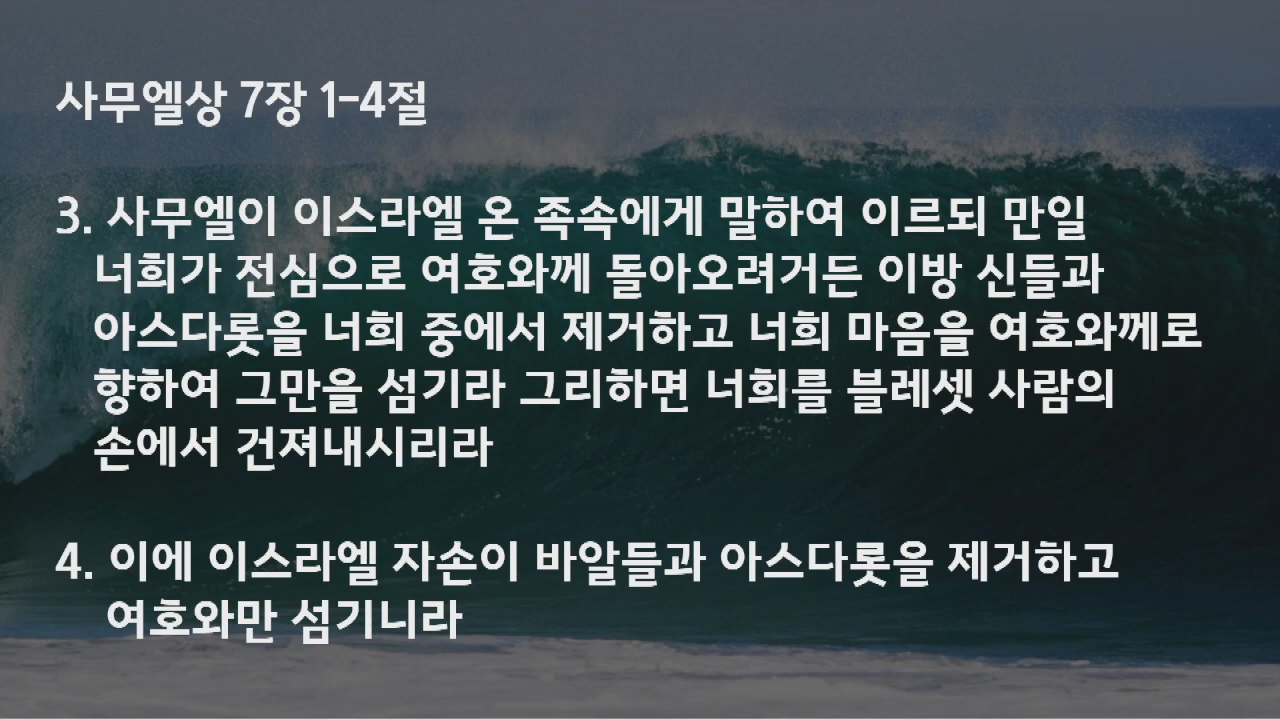 사무엘상 7장 1-4절
3. 사무엘이 이스라엘 온 족속에게 말하여 이르되 만일
너희가 전심으로 여호와께 돌아오려거든 이방 신들과
아스다롯을 너희 중에서 제거하고 너희 마음을 여호와께로
향하여 그만을 섬기라 그리하면 너희를 블레셋 사람의
손에서 건져내시리라
4. 이에 이스라엘 자손이 바알들과 아스다롯을 제거하고
여호와만 섬기니라